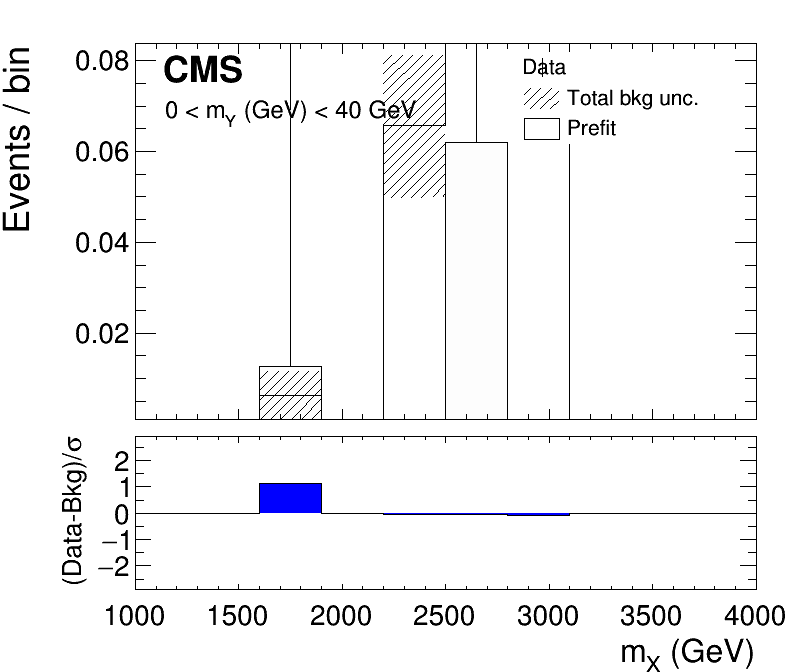 CMS
0 < mY (GeV) < 40 GeV
Data
Total bkg unc.
Prefit
Events / bin
0.08
0.06
0.04
0.02
(Data-Bkg)/σ
2
1
0
−1
−2
1000 1500 2000 2500 3000 3500 4000
mX (GeV)